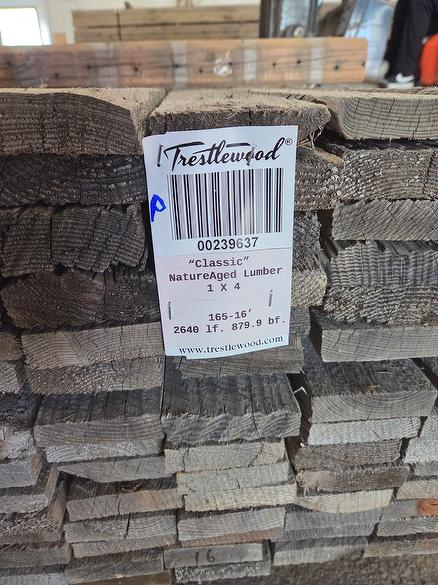 Trestlewood®
00239637
"Classic"
NatureAged Lumber
1 X 4
165-16'
2640 lf. 879.9 bf.
www.trestlewood.com
P
16